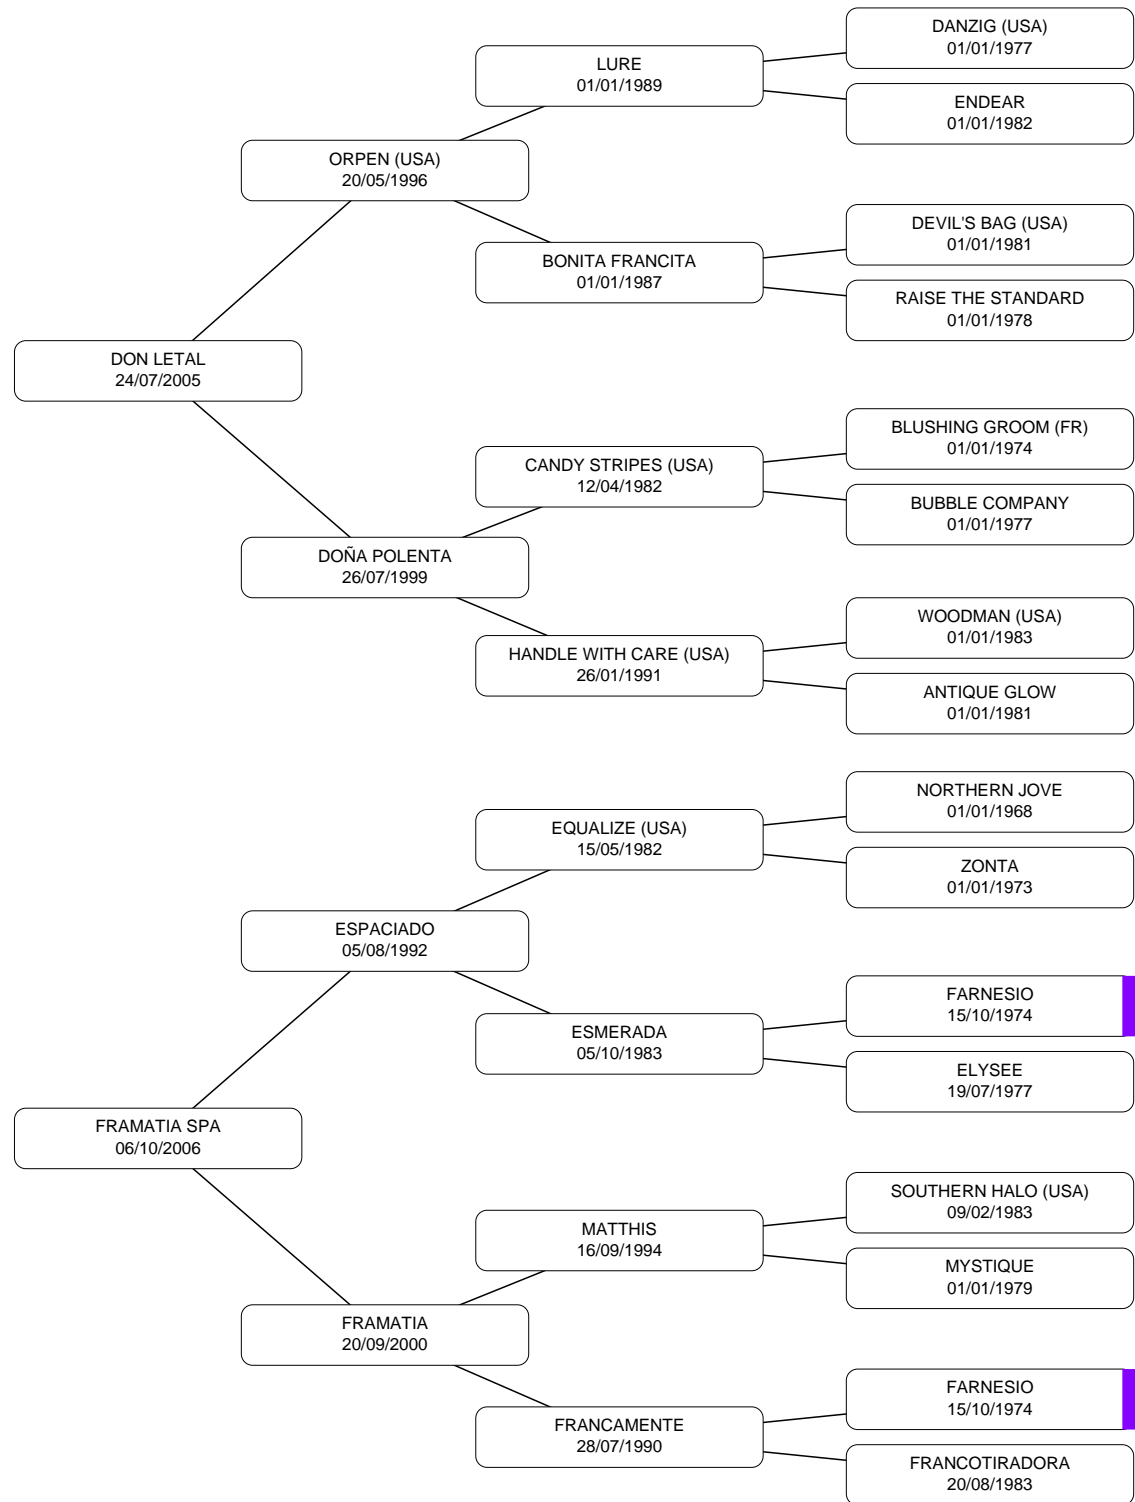 DANZIG (USA)
01/01/1977
LURE
01/01/1989
ENDEAR
01/01/1982
ORPEN (USA)
20/05/1996
DEVIL'S BAG (USA)
01/01/1981
BONITA FRANCITA
01/01/1987
RAISE THE STANDARD
01/01/1978
DON LETAL
24/07/2005
BLUSHING GROOM (FR)
01/01/1974
CANDY STRIPES (USA)
12/04/1982
BUBBLE COMPANY
01/01/1977
DOÑA POLENTA
26/07/1999
WOODMAN (USA)
01/01/1983
HANDLE WITH CARE (USA)
26/01/1991
ANTIQUE GLOW
01/01/1981
NORTHERN JOVE
01/01/1968
EQUALIZE (USA)
15/05/1982
ZONTA
01/01/1973
ESPACIADO
05/08/1992
FARNESIO
15/10/1974
ESMERADA
05/10/1983
ELYSEE
19/07/1977
FRAMATIA SPA
06/10/2006
SOUTHERN HALO (USA)
09/02/1983
MATTHIS
16/09/1994
MYSTIQUE
01/01/1979
FRAMATIA
20/09/2000
FARNESIO
15/10/1974
FRANCAMENTE
28/07/1990
FRANCOTIRADORA
20/08/1983